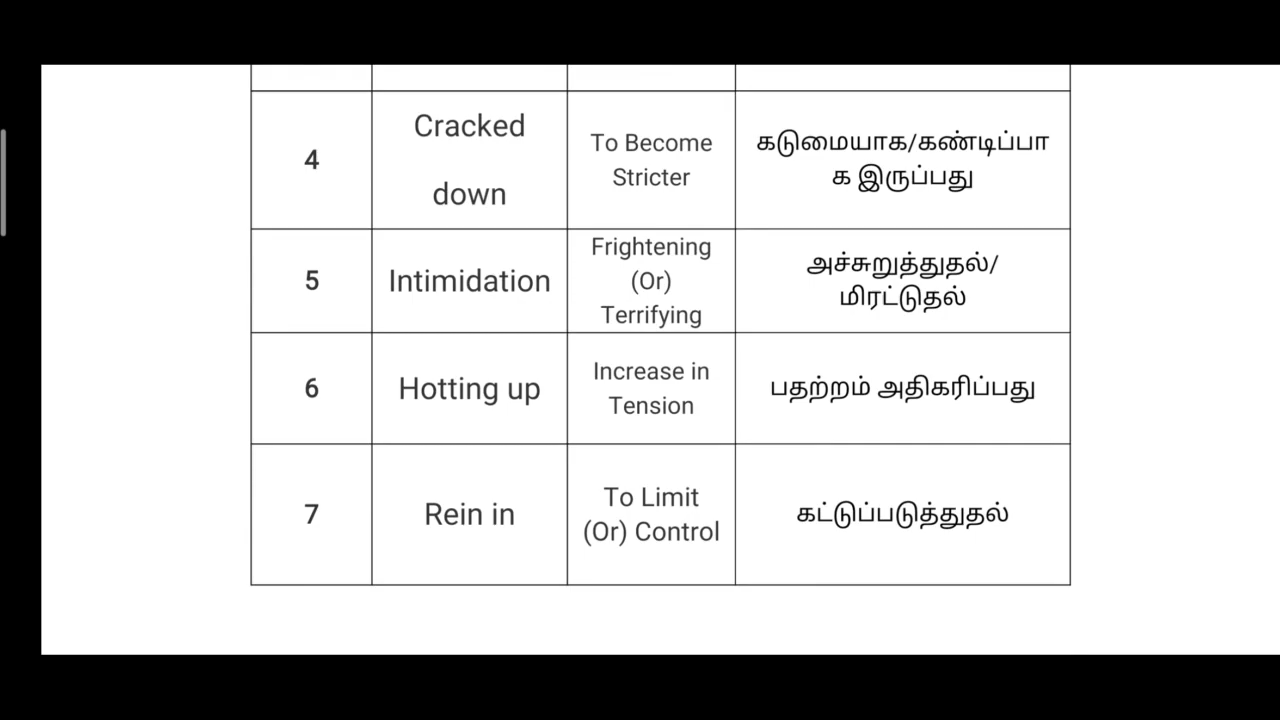 4
Cracked
down
To Become
Stricter
கடுமையாக/கண்டிப்பா
க இருப்பது
5
Intimidation
Frightening
(Or)
Terrifying
அச்சுறுத்துதல்/
மிரட்டுதல்
6
Hotting up
Increase in
Tension
பதற்றம் அதிகரிப்பது
7
Rein in
To Limit
(Or) Control
கட்டுப்படுத்துதல்